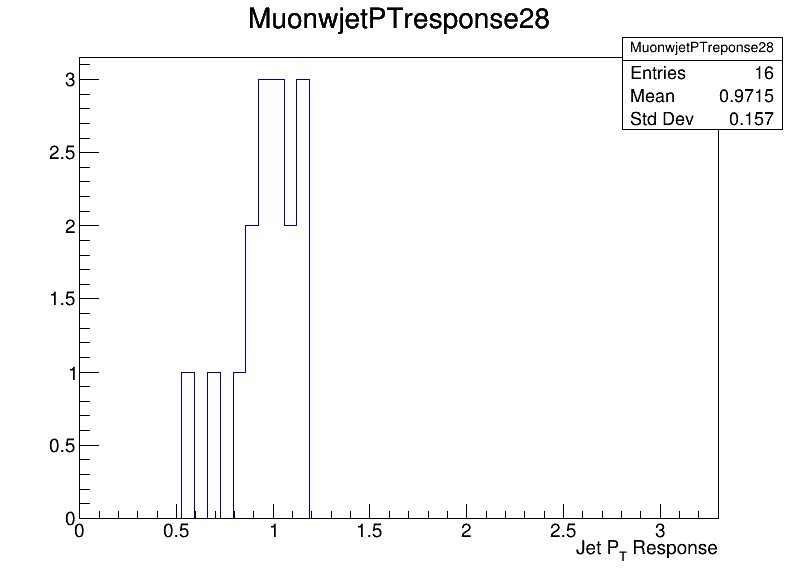 MuonwjetPTresponse28
MuonwjetPTreponse28
Entries 16
Mean 0.9715
Std Dev 0.157
3
2.5
2
1.5
1
0.5
0
0 0.5 1 1.5 2 2.5 3
Jet PT Response